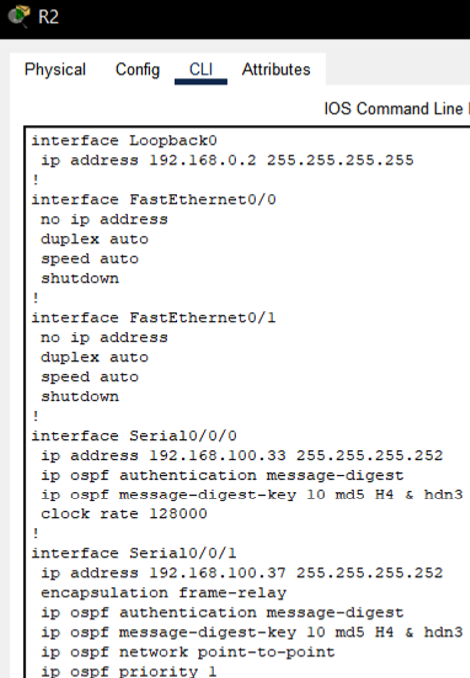 R2
Physical Config CLI Attributes
IOS Command Line
interface Loopback0
ip address 192.168.0.2 255.255.255.255
!
interface FastEthernet0/0
no ip address
duplex auto
speed auto
shutdown
!
interface FastEthernet0/1
no ip address
duplex auto
speed auto
shutdown
!
interface Serial0/0/0
ip address 192.168.100.33 255.255.255.252
ip ospf authentication message-digest
ip ospf message-digest-key 10 md5 H4 & hdn3
clock rate 128000
!
interface Serial0/0/1
ip address 192.168.100.37 255.255.255.252
encapsulation frame-relay
ip ospf authentication message-digest
ip ospf message-digest-key 10 md5 H4 & hdn3
ip ospf network point-to-point
ip ospf priority 1